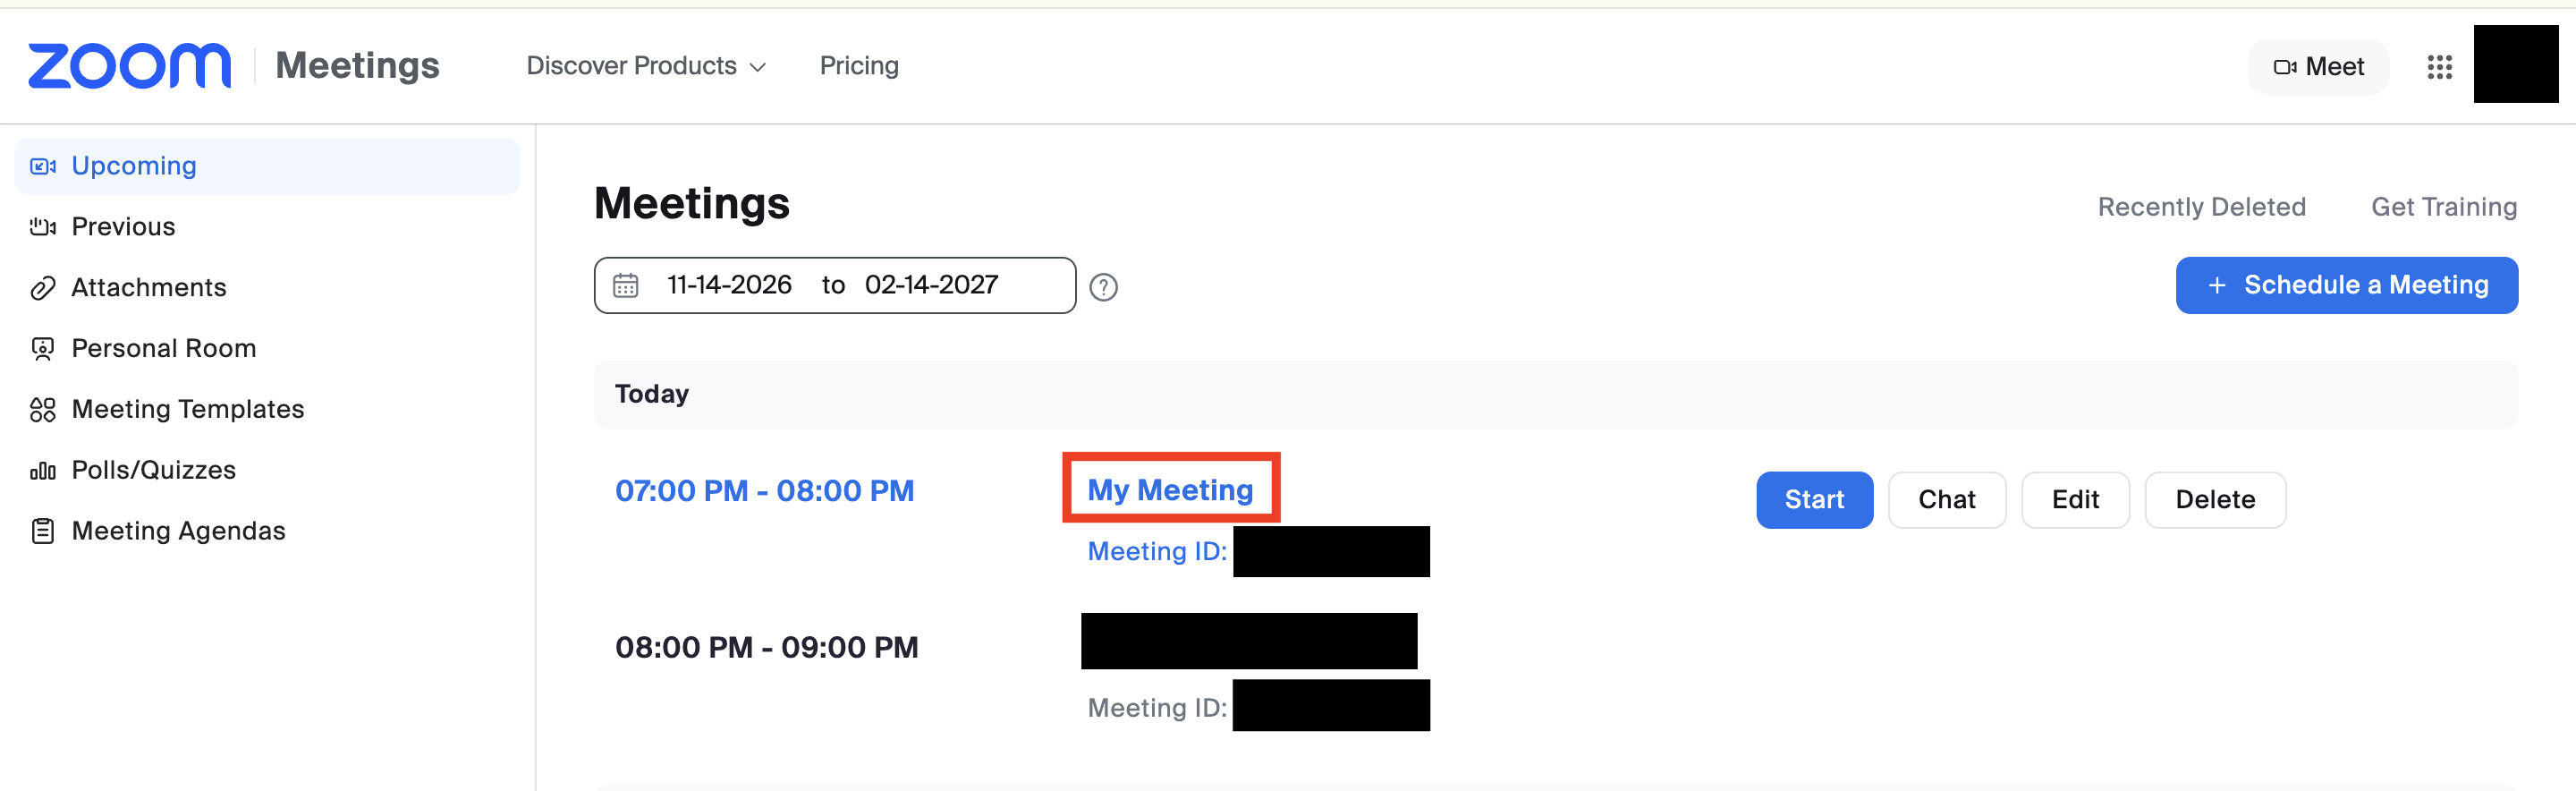 zoom Meetings Discover Products Pricing Meet
Upcoming
Previous
Attachments
Personal Room
Meeting Templates
Polls/Quizzes
Meeting Agendas
Meetings
Recently Deleted Get Training
11-14-2026 to 02-14-2027 ?
+ Schedule a Meeting
Today
07:00 PM - 08:00 PM My Meeting Start Chat Edit Delete
Meeting ID:
08:00 PM - 09:00 PM
Meeting ID: